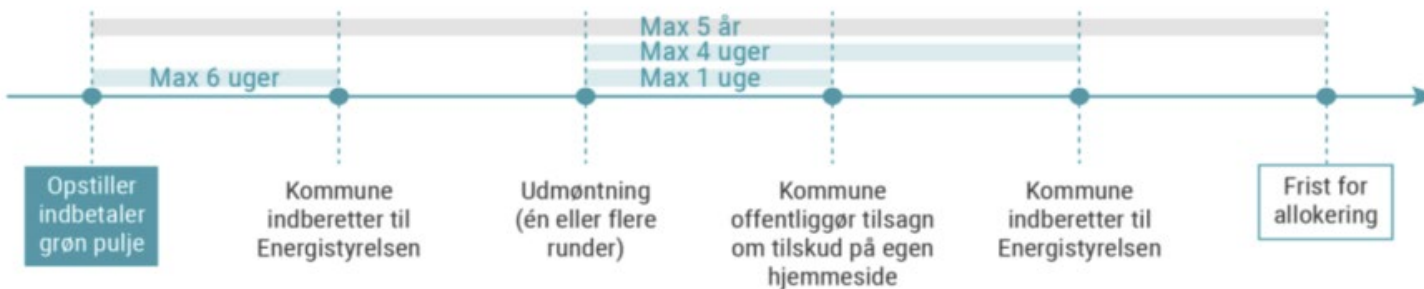 Max 5 år
Max 4 uger
Max 6 uger
Max 1 uge
Opstiller
indbetaler
grøn pulje
Kommune
indberetter til
Energistyrelsen
Udmøntning
(én eller flere
runder)
Kommune
offentliggør tilsagn
om tilskud på egen
hjemmeside
Kommune
indberetter til
Energistyrelsen
Frist for
allokering